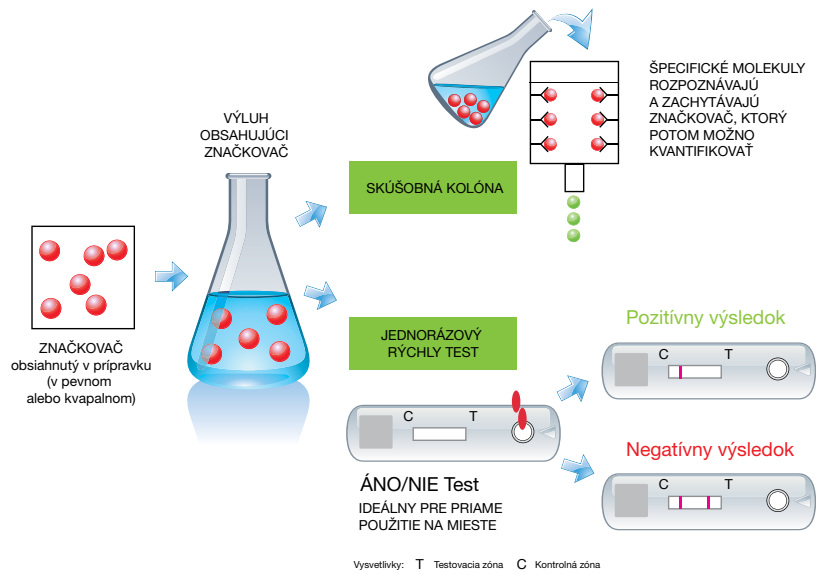 VÝLUH
OBSAHUJÚCI
ZNAČKOVAČ
ŠPECIFICKÉ MOLEKULY
ROZPOZNÁVAJÚ
A ZACHYTÁVAJÚ
ZNAČKOVAČ, KTORÝ
POTOM MOŽNO
KVANTIFIKOVAŤ
SKÚŠOBNÁ KOLÓNA
ZNAČKOVAČ
obsiahnutý v prípravku
(v pevnom
alebo kvapalnom)
JEDNORÁZOVÝ
RÝCHLY TEST
C T
ÁNO/NIE Test
IDEÁLNY PRE PRIAME
POUŽITIE NA MIESTE
Pozitívny výsledok
C T
Negatívny výsledok
C T
Vysvetlivky: T Testovacia zóna C Kontrolná zóna